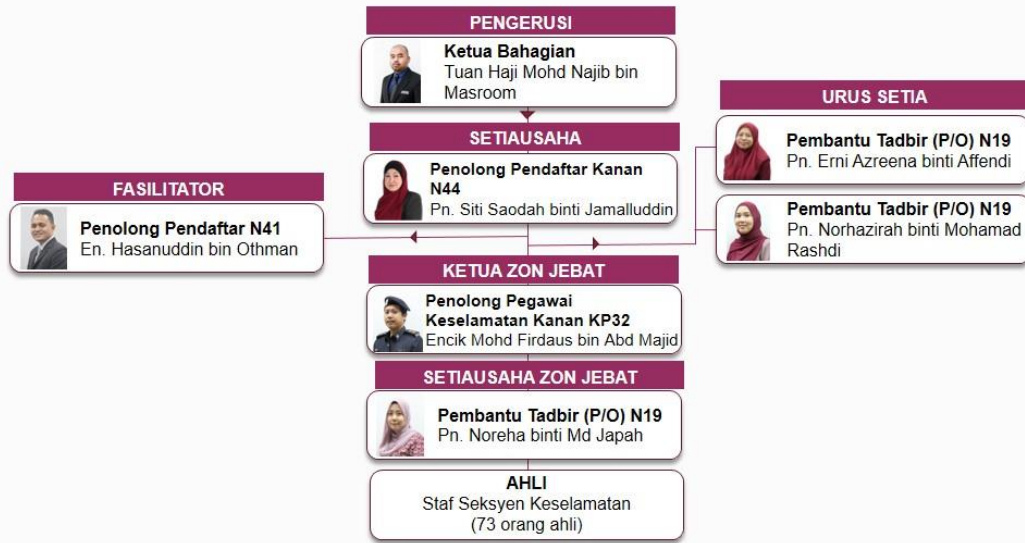 PENGERUSI
Ketua Bahagian
Tuan Haji Mohd Najib bin
Masroom
SETIAUSAHA
Penolong Pendaftar Kanan
N44
Pn. Siti Saodah binti Jamalluddin
URUS SETIA
Pembantu Tadbir (P/O) N19
Pn. Erni Azreena binti Affendi
Pembantu Tadbir (P/O) N19
Pn. Norhazirah binti Mohamad
Rashdi
FASILITATOR
Penolong Pendaftar N41
En. Hasanuddin bin Othman
KETUA ZON JEBAT
Penolong Pegawai
Keselamatan Kanan KP32
Encik Mohd Firdaus bin Abd Majid
SETIAUSAHA ZON JEBAT
Pembantu Tadbir (P/O) N19
Pn. Noreha binti Md Japah
AHLI
Staf Seksyen Keselamatan
(73 orang ahli)